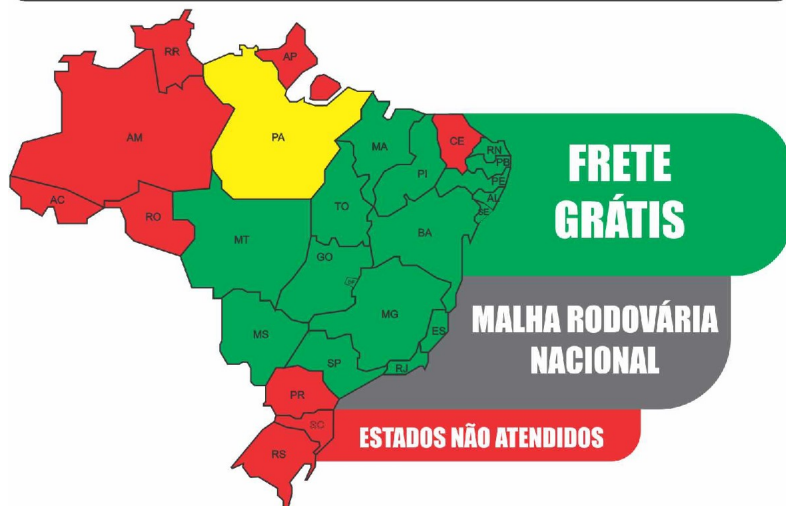 RR
AP
AM
PA
MA
CE
RN
PB
PI
PE
AL
SE
AC
RO
TO
BA
MT
GO
DF
MG
ES
MS
SP
RJ
PR
SC
RS
FRETE
GRÁTIS
MALHA RODOVÁRIA
NACIONAL
ESTADOS NÃO ATENDIDOS